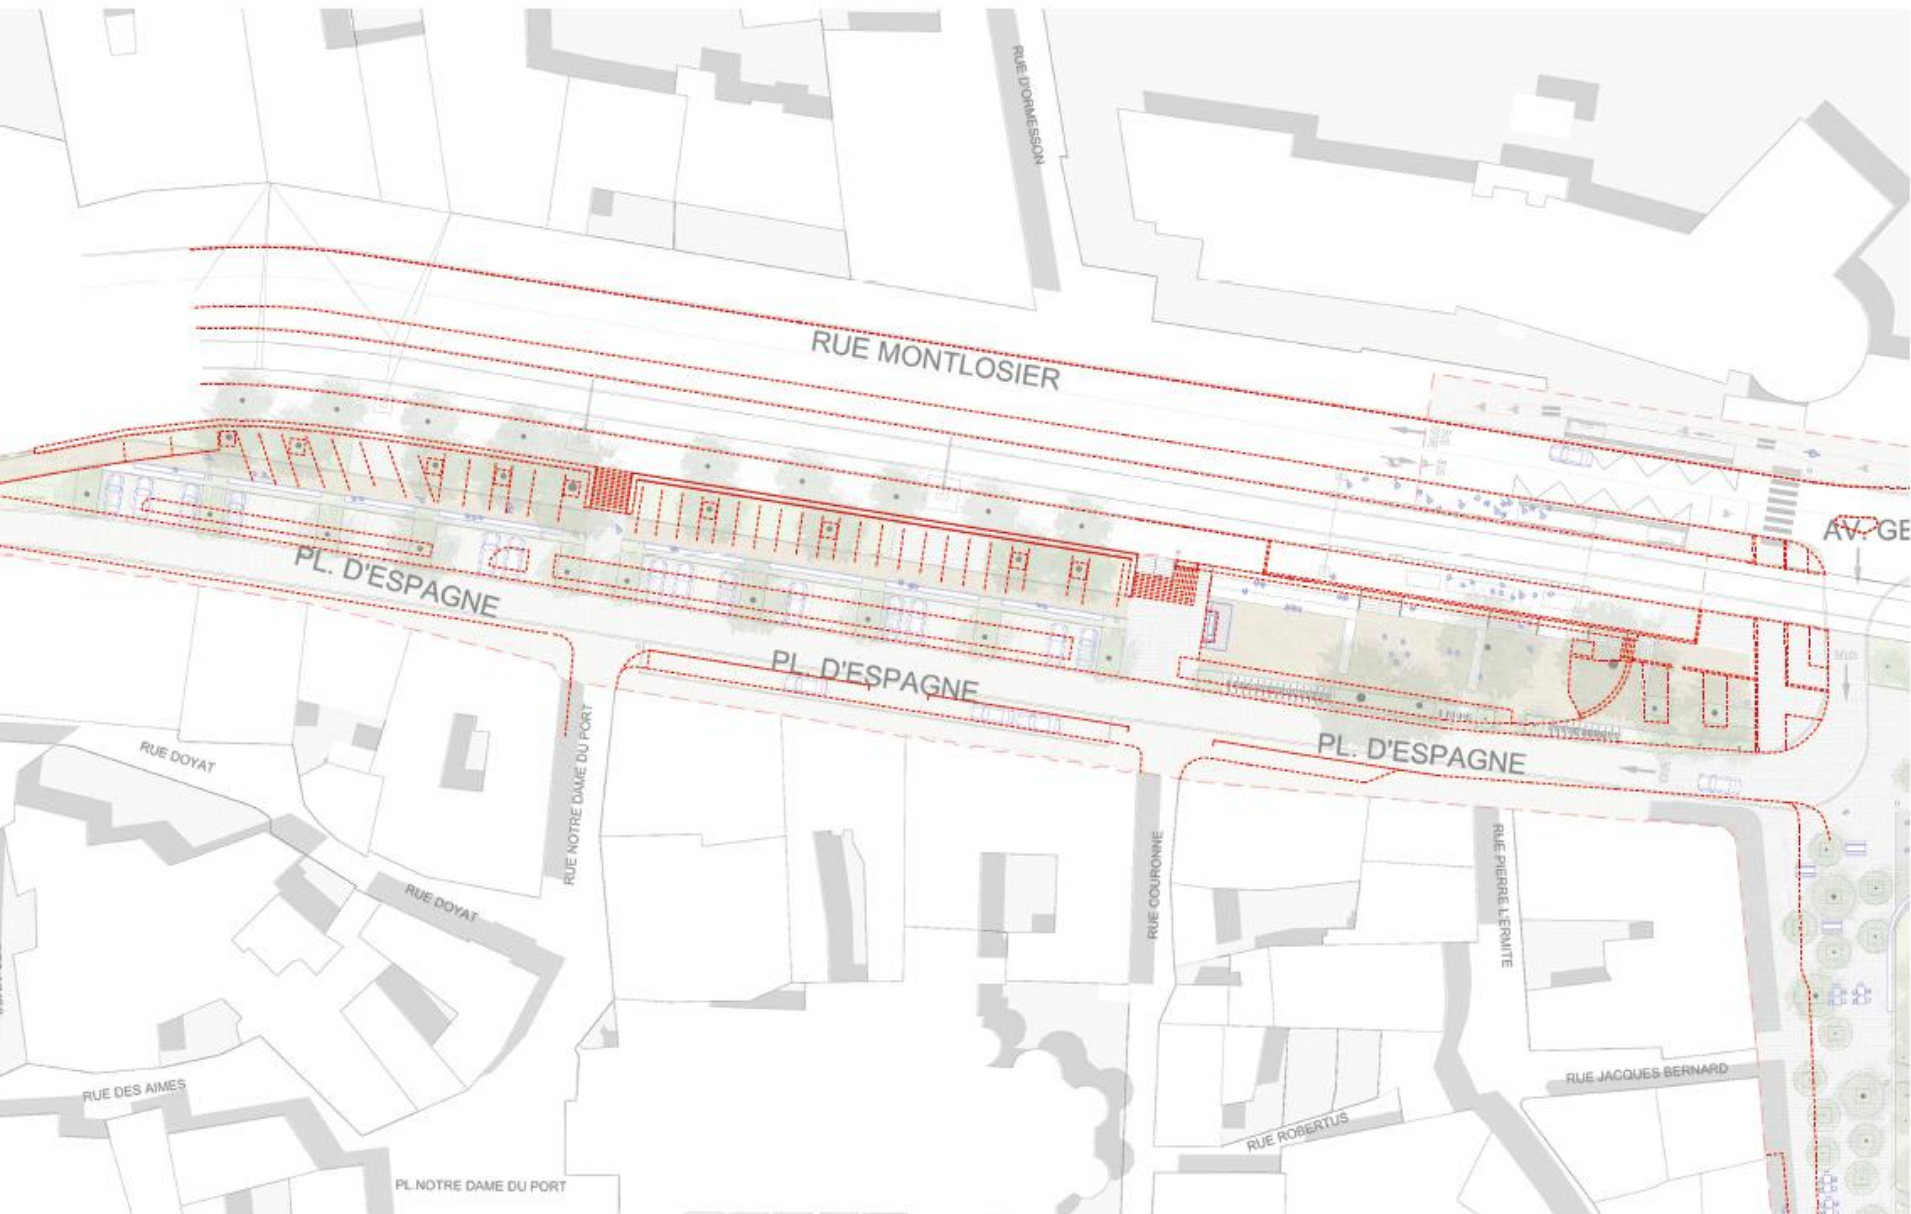 RUE D'ORMESSON
RUE MONTLOSIER
AV. GE
PL. D'ESPAGNE
PL. D'ESPAGNE
PL. D'ESPAGNE
RUE DOYAT
RUE NOTRE DAME DU PORT
RUE COURONNE
RUE PIERRE L'ERMITE
RUE DOYAT
RUE DES AIMES
RUE JACQUES BERNARD
RUE ROBERTUS
PL.NOTRE DAME DU PORT